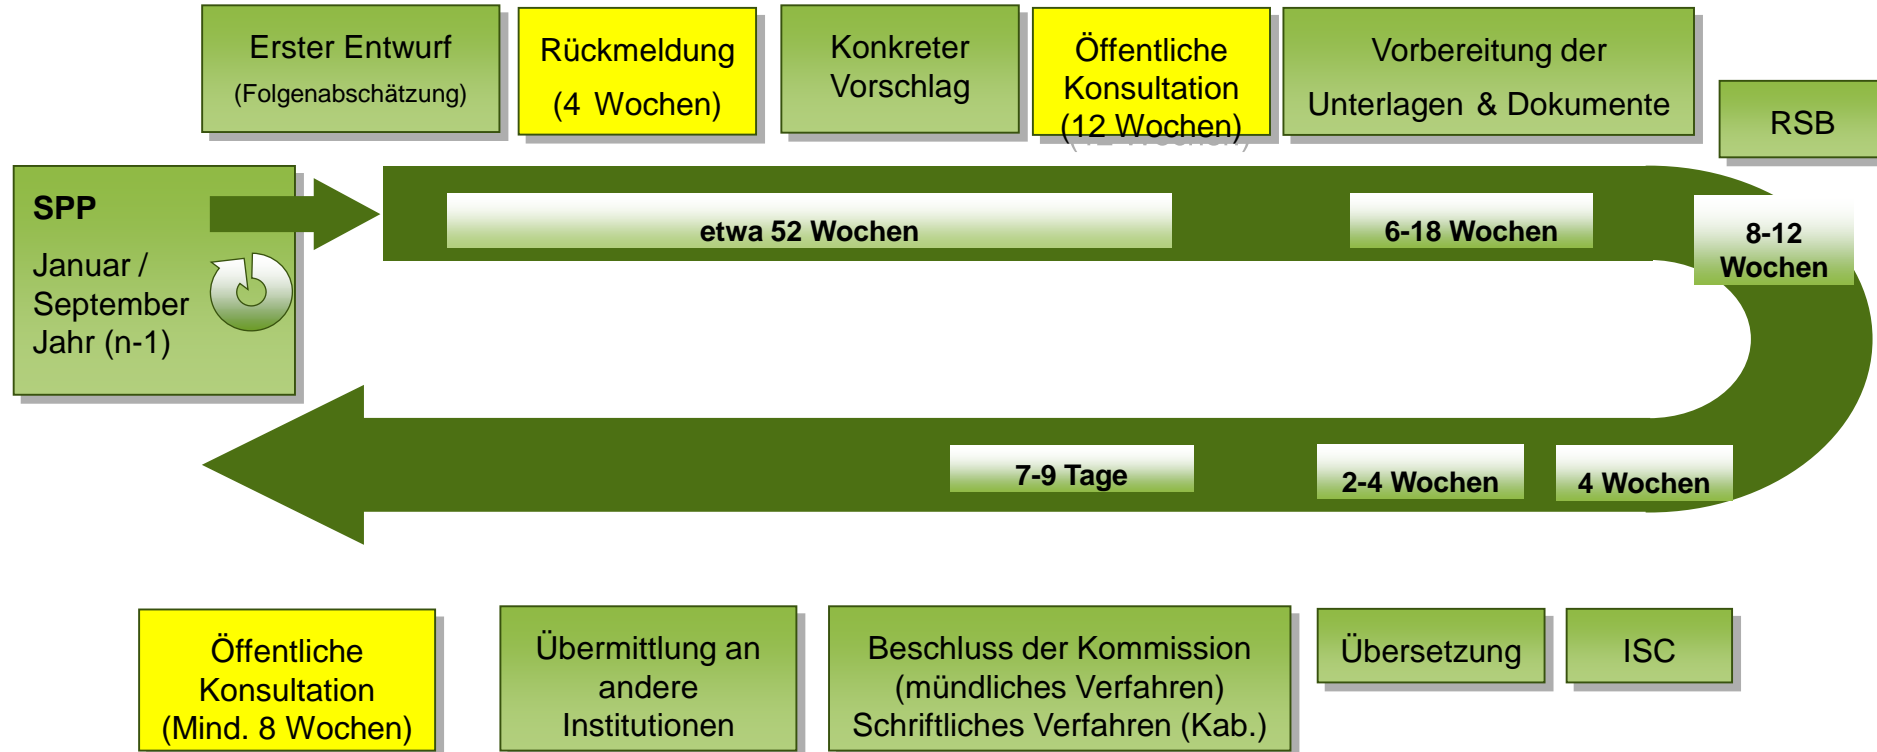 Erster Entwurf
(Folgenabschätzung)
Rückmeldung
(4 Wochen)
Konkreter
Vorschlag
Öffentliche
Konsultation
(12 Wochen)
Vorbereitung der
Unterlagen & Dokumente
RSB
SPP
Januar /
September
Jahr (n-1)
etwa 52 Wochen
6-18 Wochen
8-12
Wochen
7-9 Tage
2-4 Wochen
4 Wochen
Öffentliche
Konsultation
(Mind. 8 Wochen)
Übermittlung an
andere
Institutionen
Beschluss der Kommission
(mündliches Verfahren)
Schriftliches Verfahren (Kab.)
Übersetzung
ISC